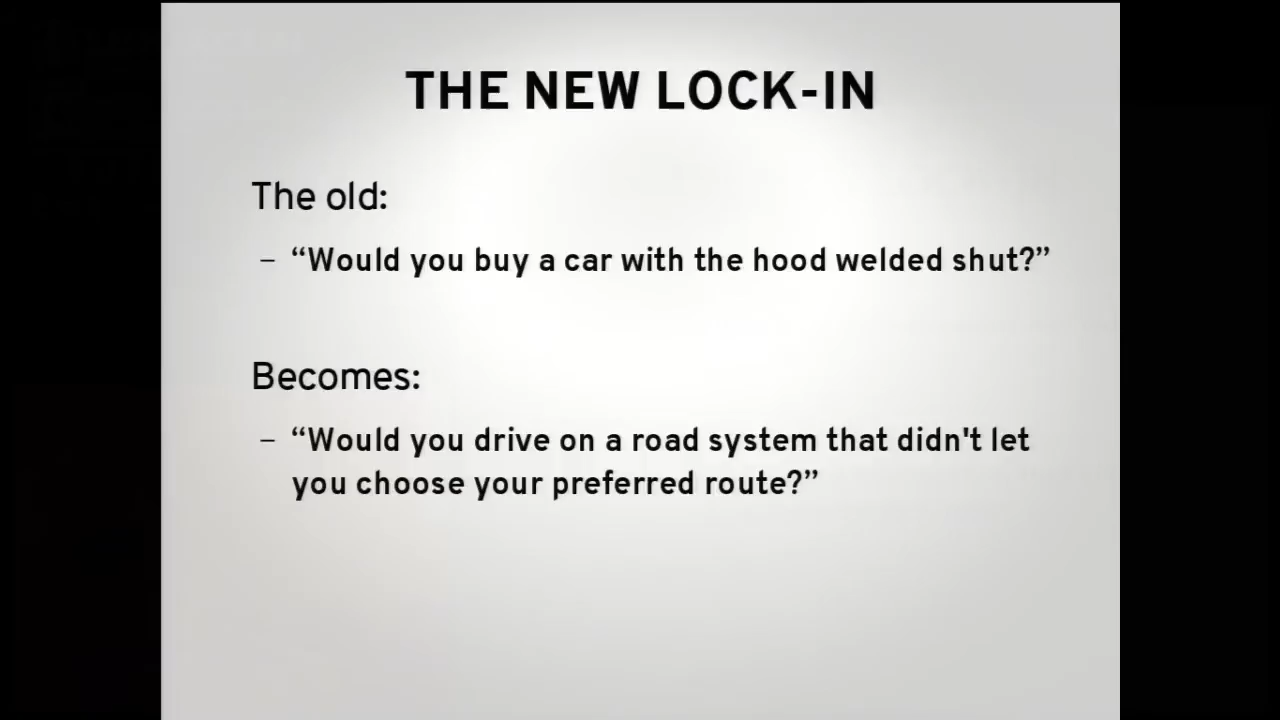 THE NEW LOCK-IN
The old:
– “Would you buy a car with the hood welded shut?”
Becomes:
– “Would you drive on a road system that didn't let
you choose your preferred route?”